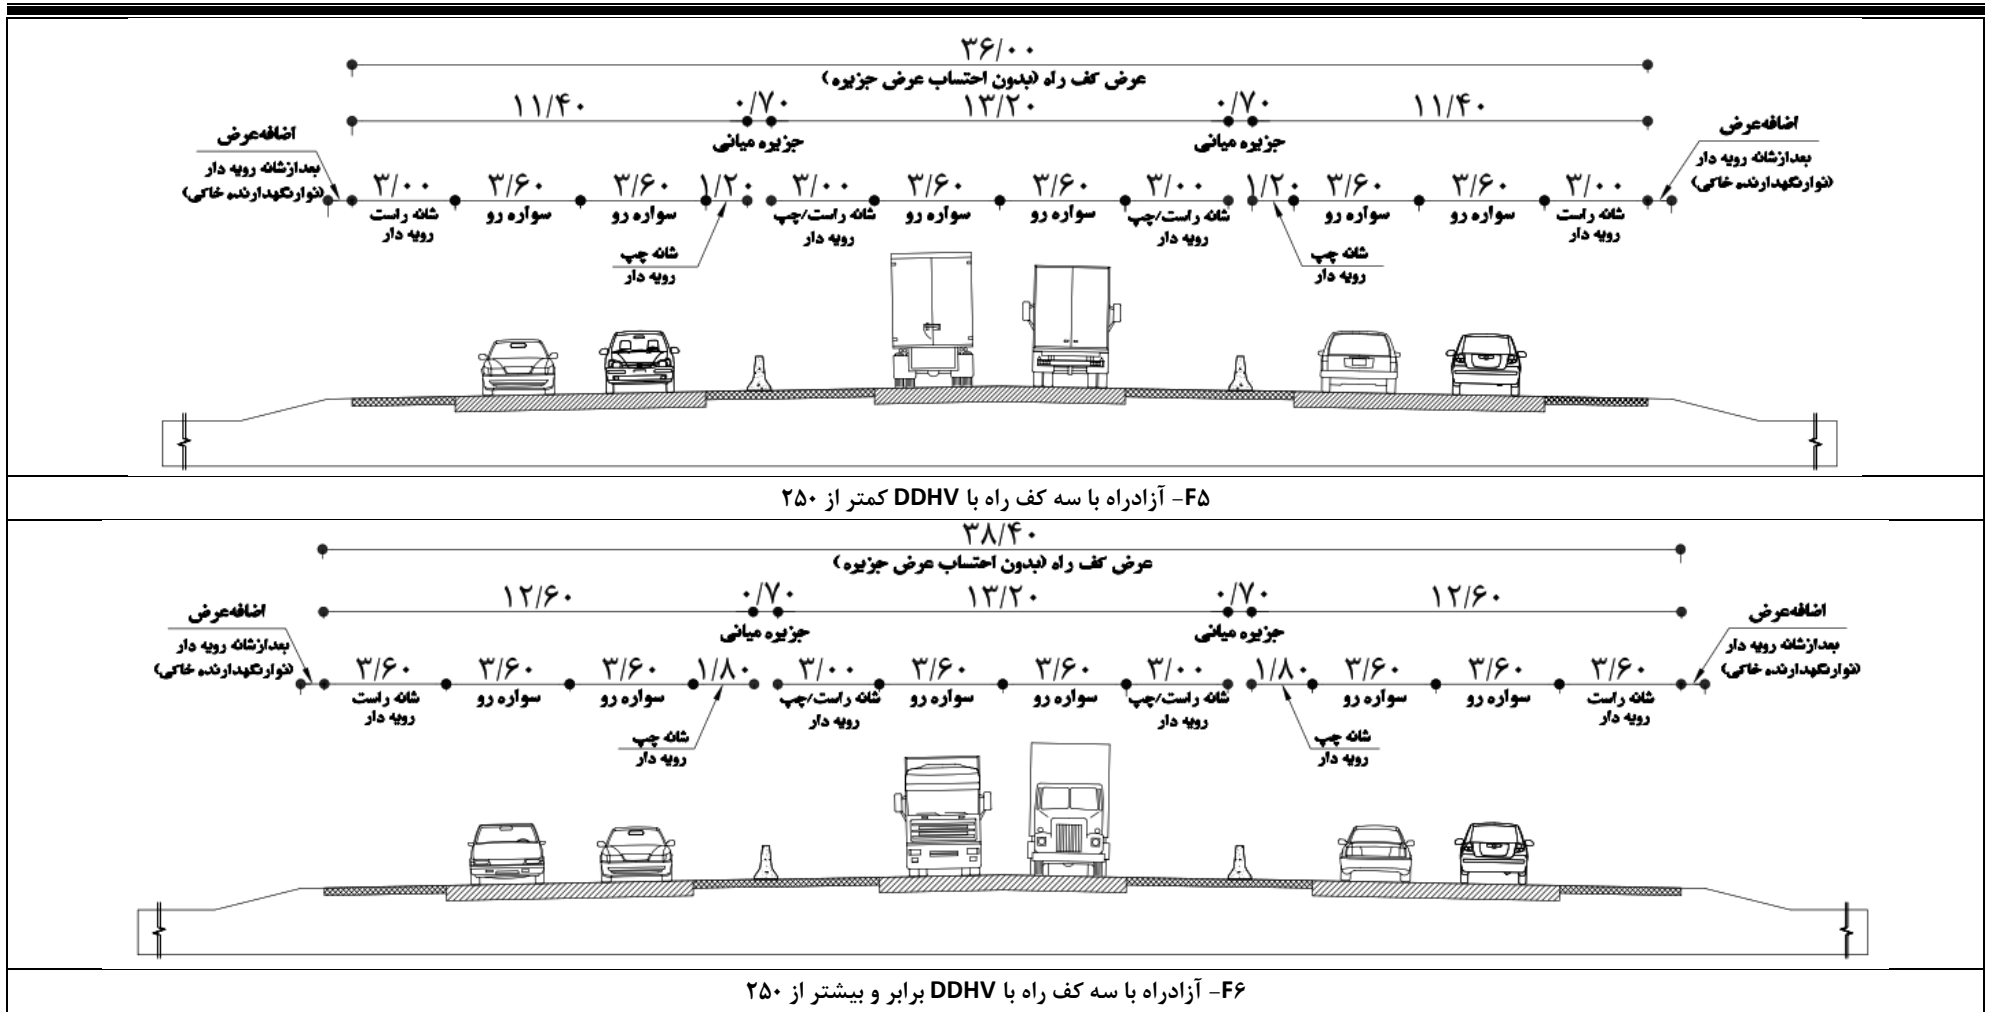 ۳۶/۰۰
عرض کف راه (بدون احتساب عرض جزیره)
۱۱/۴۰
۰/۷۰
۱۳/۲۰
۰/۷۰
۱۱/۴۰
جزیره میانی
جزیره میانی
اضافه‌عرض
بعدازشانه رویه دار
(نوارنگهدارنده خاکی)
اضافه‌عرض
بعدازشانه رویه دار
(نوارنگهدارنده خاکی)
۳/۰۰
۳/۶۰
۳/۶۰
۱/۲۰
۳/۰۰
۳/۶۰
۳/۶۰
۳/۰۰
۱/۲۰
۳/۶۰
۳/۶۰
۳/۰۰
شانه راست
رویه دار
سواره رو
سواره رو
شانه راست/چپ
رویه دار
سواره رو
سواره رو
شانه راست/چپ
رویه دار
سواره رو
سواره رو
شانه راست
رویه دار
شانه چپ
رویه دار
شانه چپ
رویه دار
F۵- آزادراه با سه کف راه با DDHV کمتر از ۲۵۰
۳۸/۴۰
عرض کف راه (بدون احتساب عرض جزیره)
۱۲/۶۰
۰/۷۰
۱۳/۲۰
۰/۷۰
۱۲/۶۰
جزیره میانی
جزیره میانی
اضافه‌عرض
بعدازشانه رویه دار
(نوارنگهدارنده خاکی)
اضافه‌عرض
بعدازشانه رویه دار
(نوارنگهدارنده خاکی)
۳/۶۰
۳/۶۰
۳/۶۰
۱/۸۰
۳/۰۰
۳/۶۰
۳/۶۰
۳/۰۰
۱/۸۰
۳/۶۰
۳/۶۰
۳/۶۰
شانه راست
رویه دار
سواره رو
سواره رو
شانه راست/چپ
رویه دار
سواره رو
سواره رو
شانه راست/چپ
رویه دار
سواره رو
سواره رو
شانه راست
رویه دار
شانه چپ
رویه دار
شانه چپ
رویه دار
F۶- آزادراه با سه کف راه با DDHV برابر و بیشتر از ۲۵۰